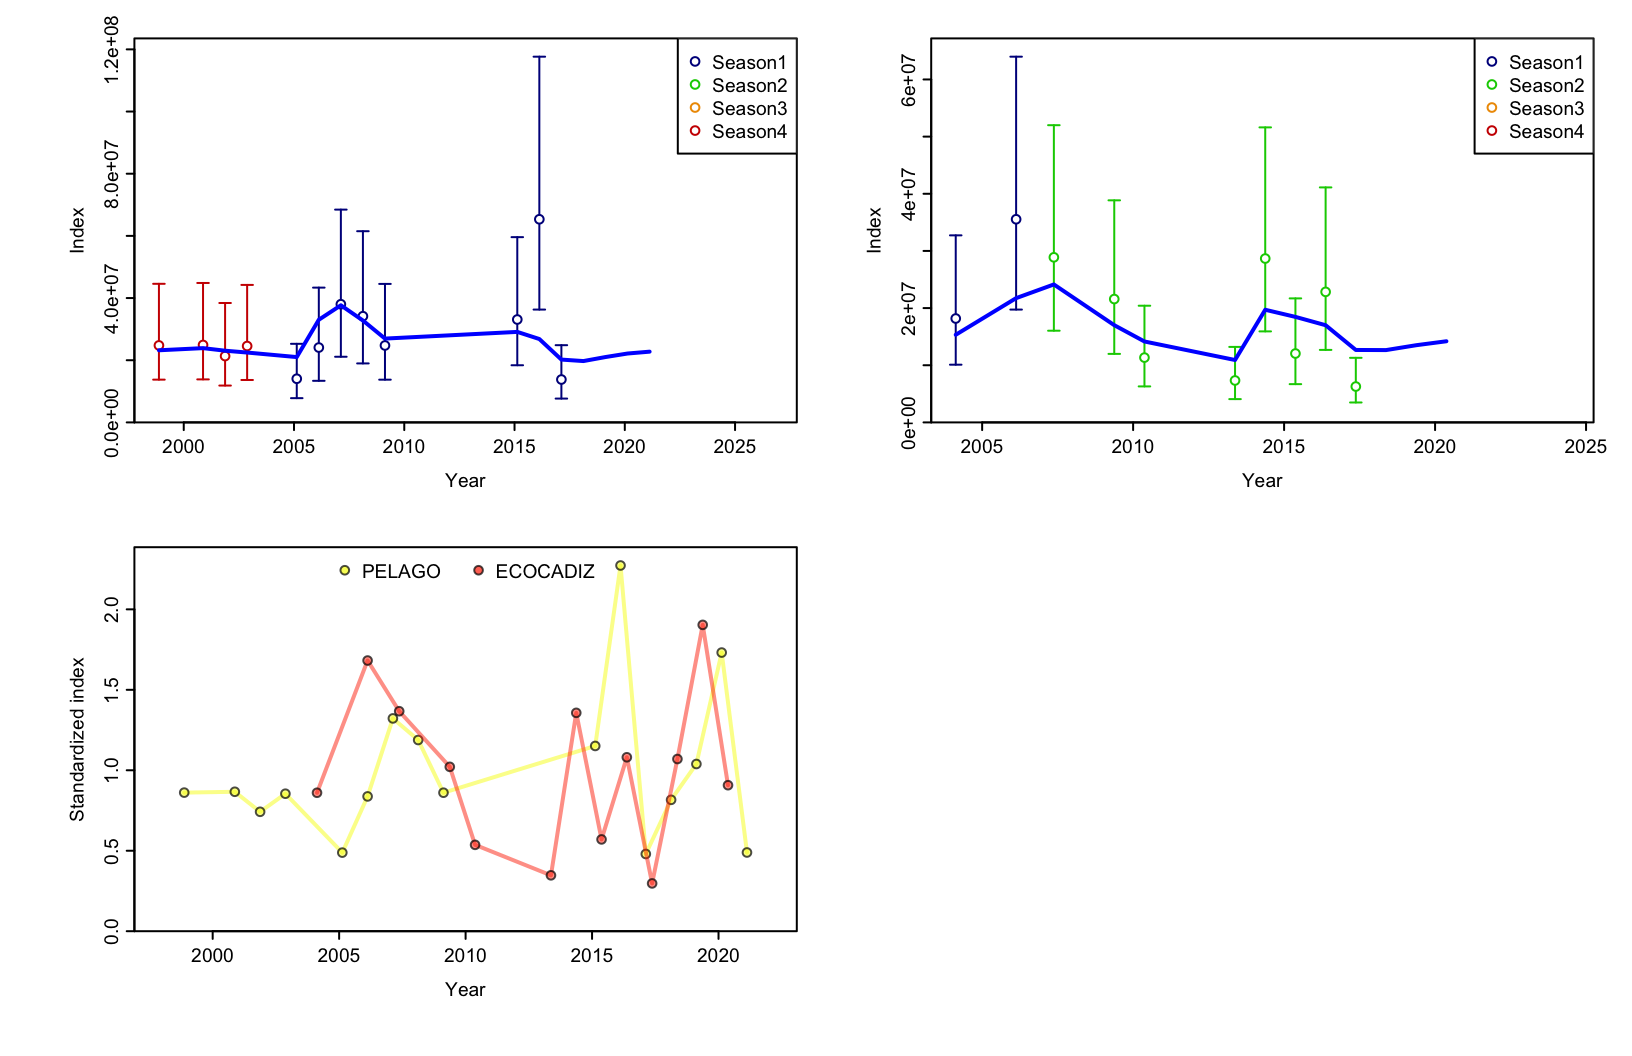 Index
0.0e+00 4.0e+07 8.0e+07 1.2e+08
Season1
Season2
Season3
Season4
2000 2005 2010 2015 2020 2025
Year
Index
0e+00 2e+07 4e+07 6e+07
Season1
Season2
Season3
Season4
2005 2010 2015 2020 2025
Year
Standardized index
0.0 0.5 1.0 1.5 2.0
PELAGO ECOCADIZ
2000 2005 2010 2015 2020
Year